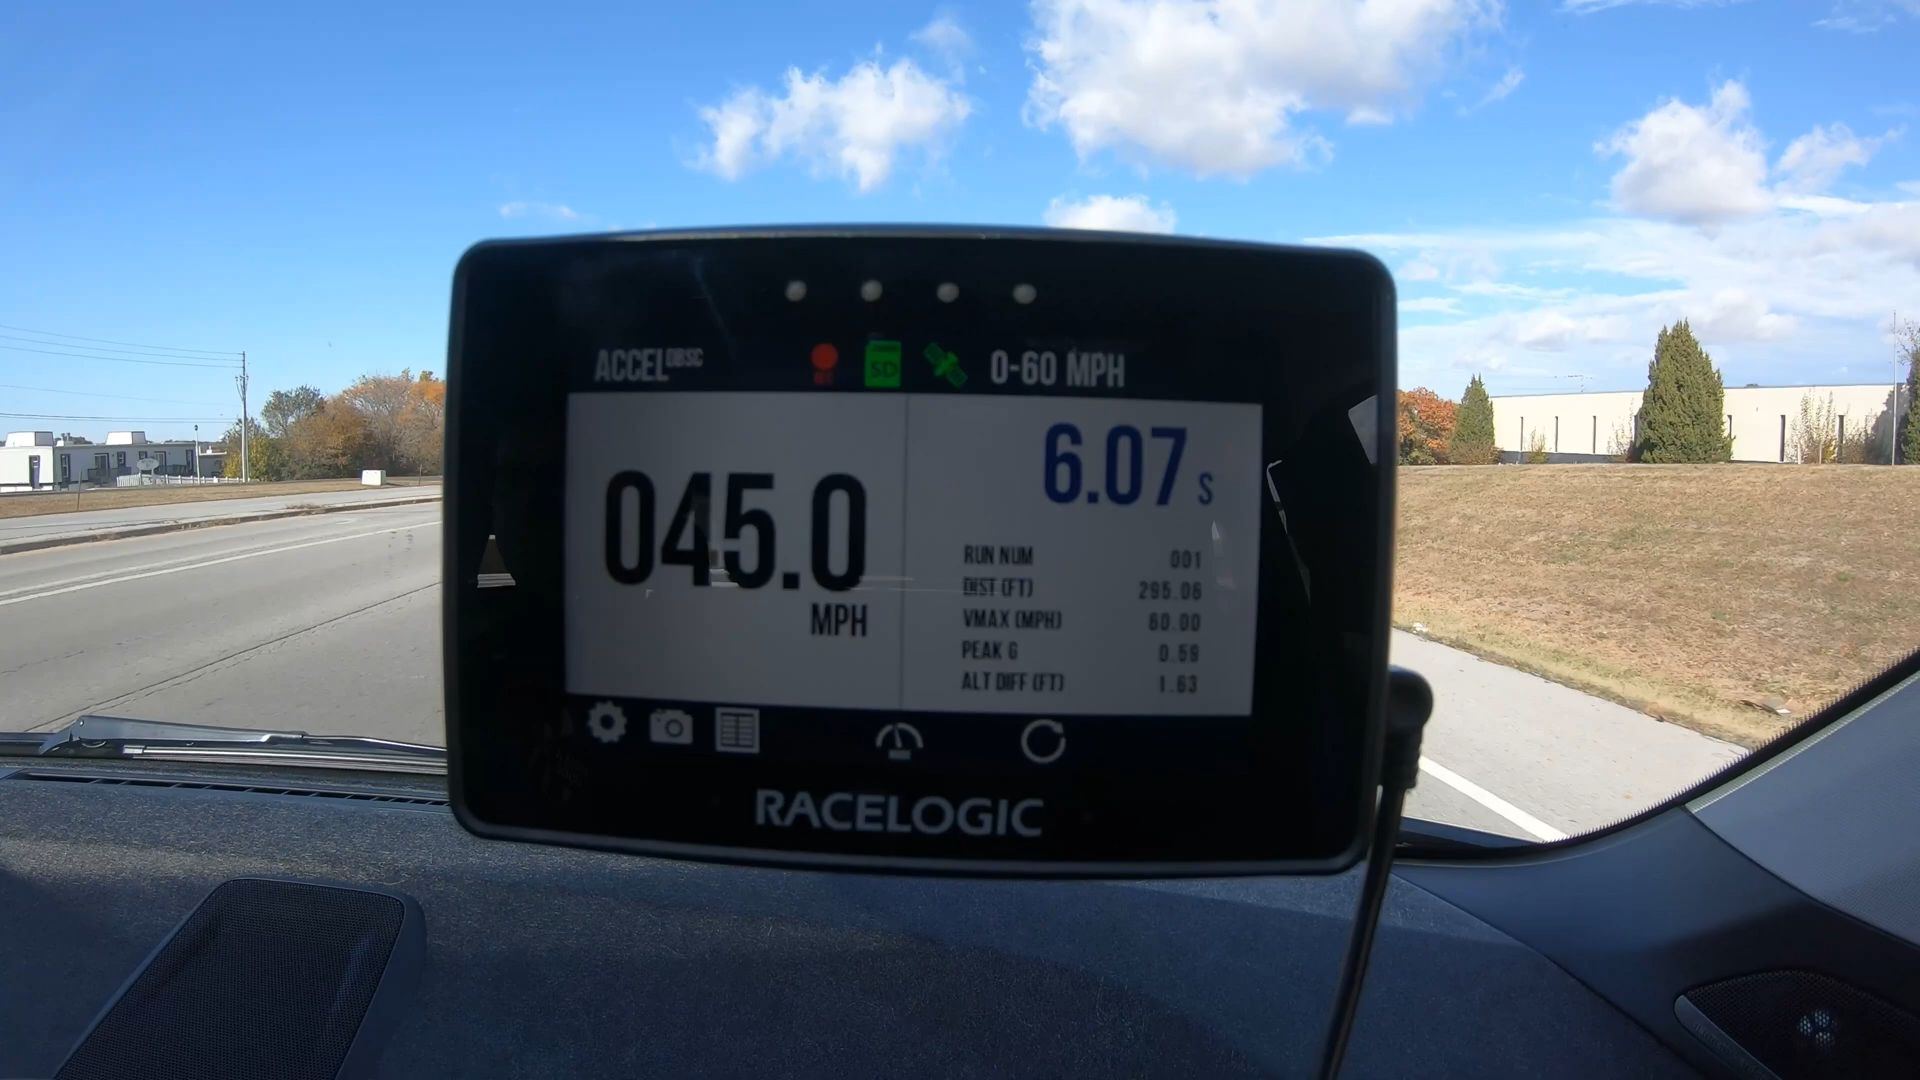 ACCEL
SD
0-60 MPH
045.0
MPH
6.07 S
RUN NUM 001
DIST (FT) 295.06
VMAX (MPH) 60.00
PEAK G 0.59
ALT DIFF (FT) 1.63
RACELOGIC